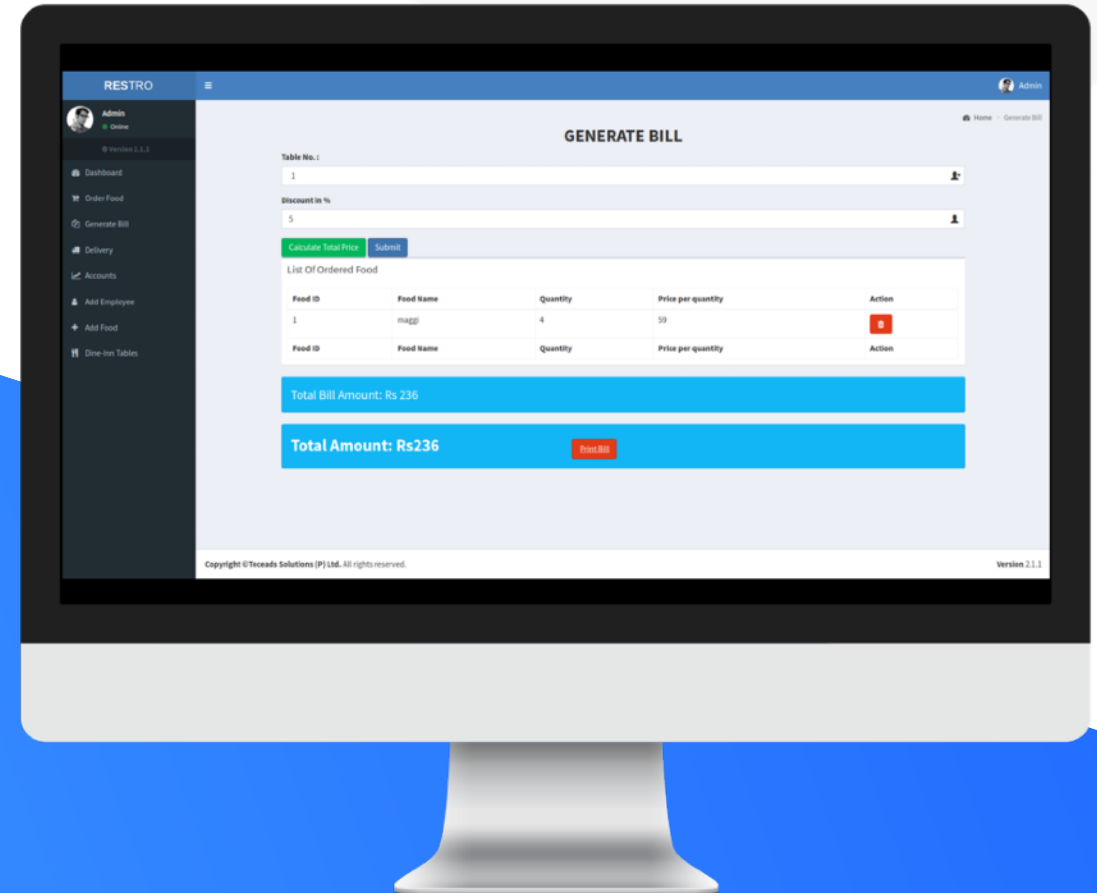 RESTRO
Admin
Admin
Online
Version 2.1.1
Home > Generate Bill
Dashboard
Order Food
Generate Bill
Delivery
Accounts
Add Employee
Add Food
Dine-Inn Tables
GENERATE BILL
Table No. :
1
Discount in %
5
Calculate Total Price Submit
List Of Ordered Food
Food ID Food Name Quantity Price per quantity Action
1 maggi 4 59
Food ID Food Name Quantity Price per quantity Action
Total Bill Amount: Rs 236
Total Amount: Rs236 Print Bill
Copyright ©Teceads Solutions (P) Ltd. All rights reserved. Version 2.1.1